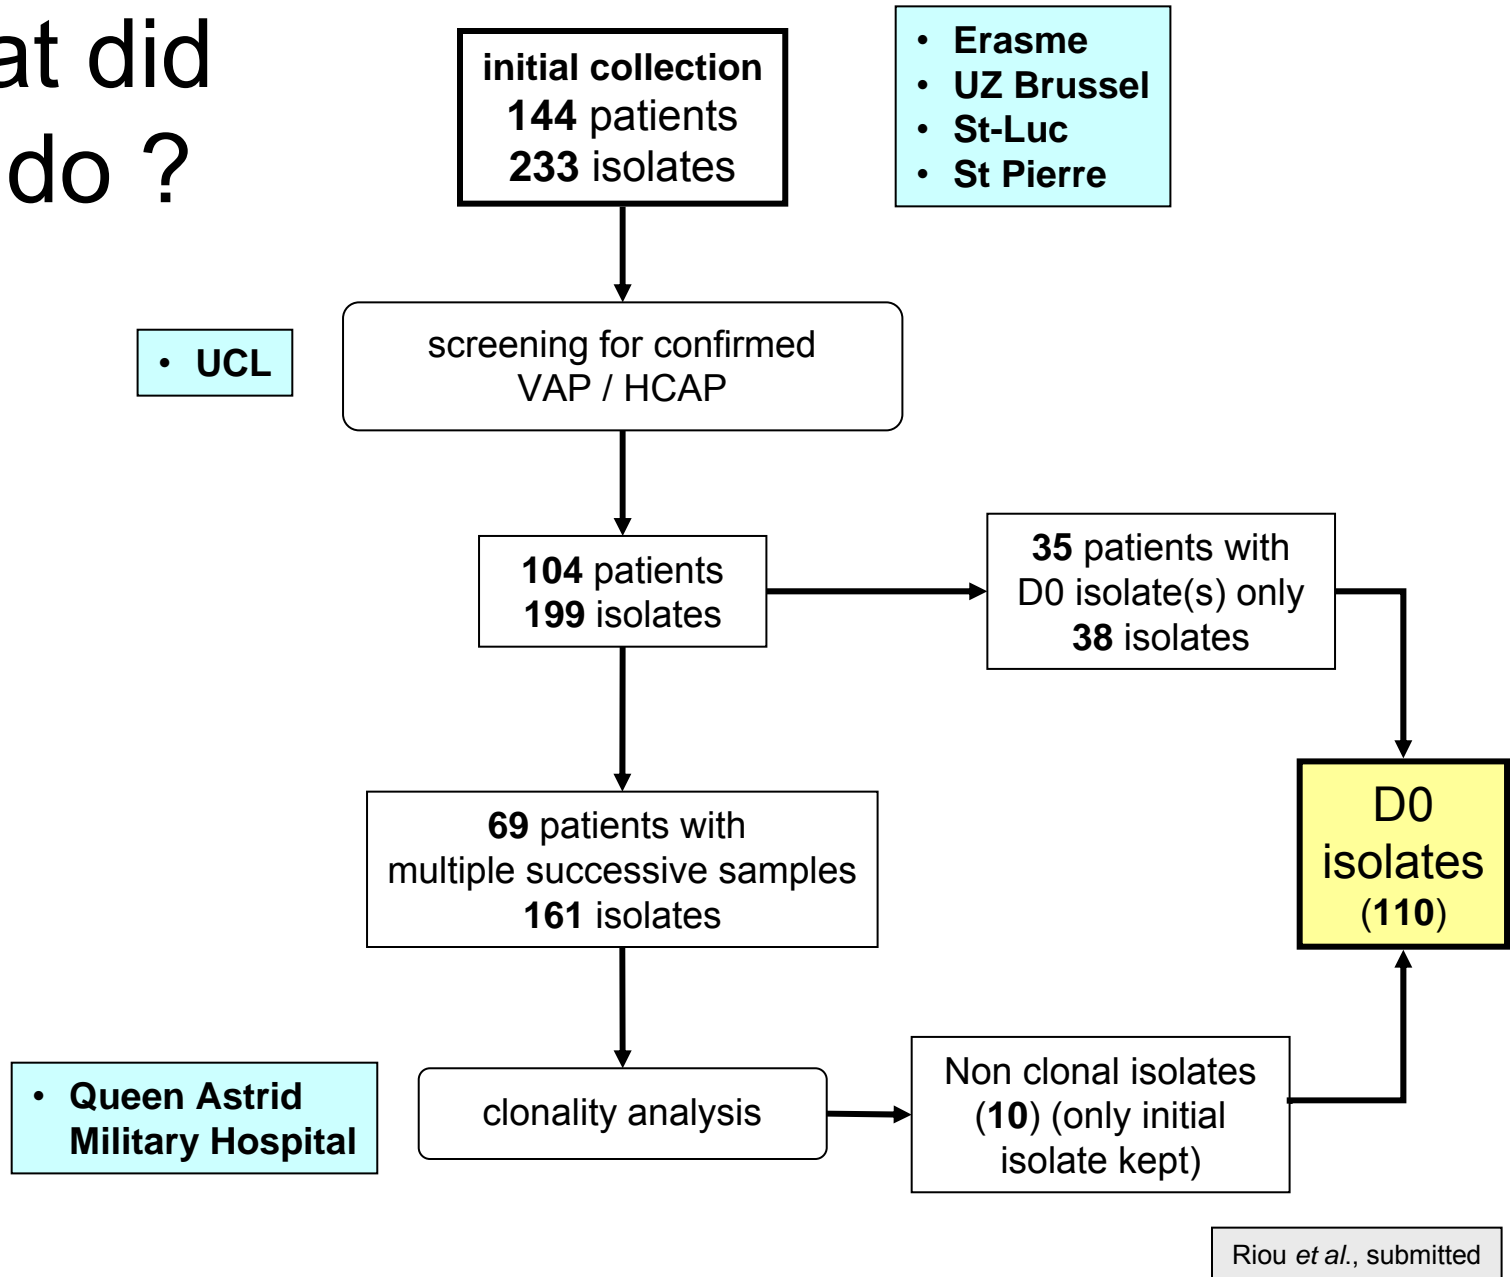 at did
do ?
initial collection
144 patients
233 isolates
• Erasme
• UZ Brussel
• St-Luc
• St Pierre
• UCL
screening for confirmed
VAP / HCAP
104 patients
199 isolates
35 patients with
D0 isolate(s) only
38 isolates
69 patients with
multiple successive samples
161 isolates
D0
isolates
(110)
• Queen Astrid
Military Hospital
clonality analysis
Non clonal isolates
(10) (only initial
isolate kept)
Riou et al., submitted